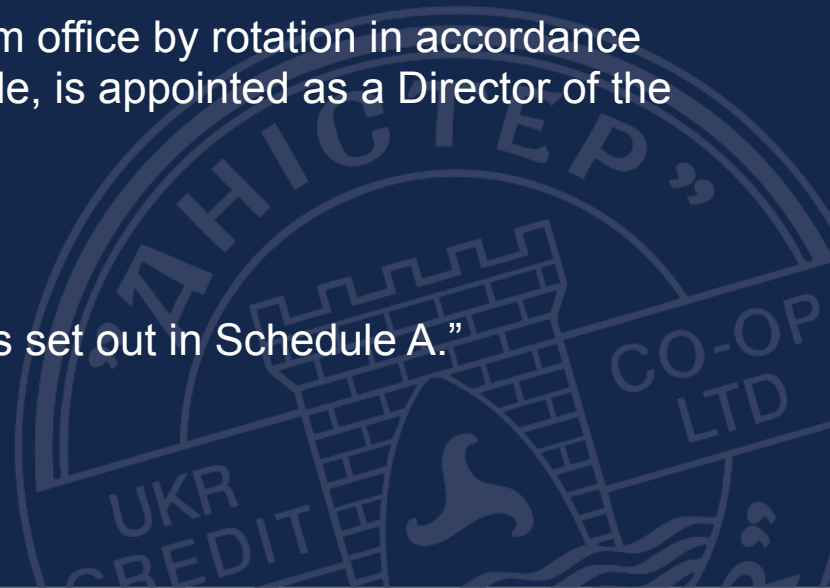 m office by rotation in accordance
le, is appointed as a Director of the
s set out in Schedule A.”
“ДНІСТЕР”
CO-OP
LTD
UKR
CREDIT